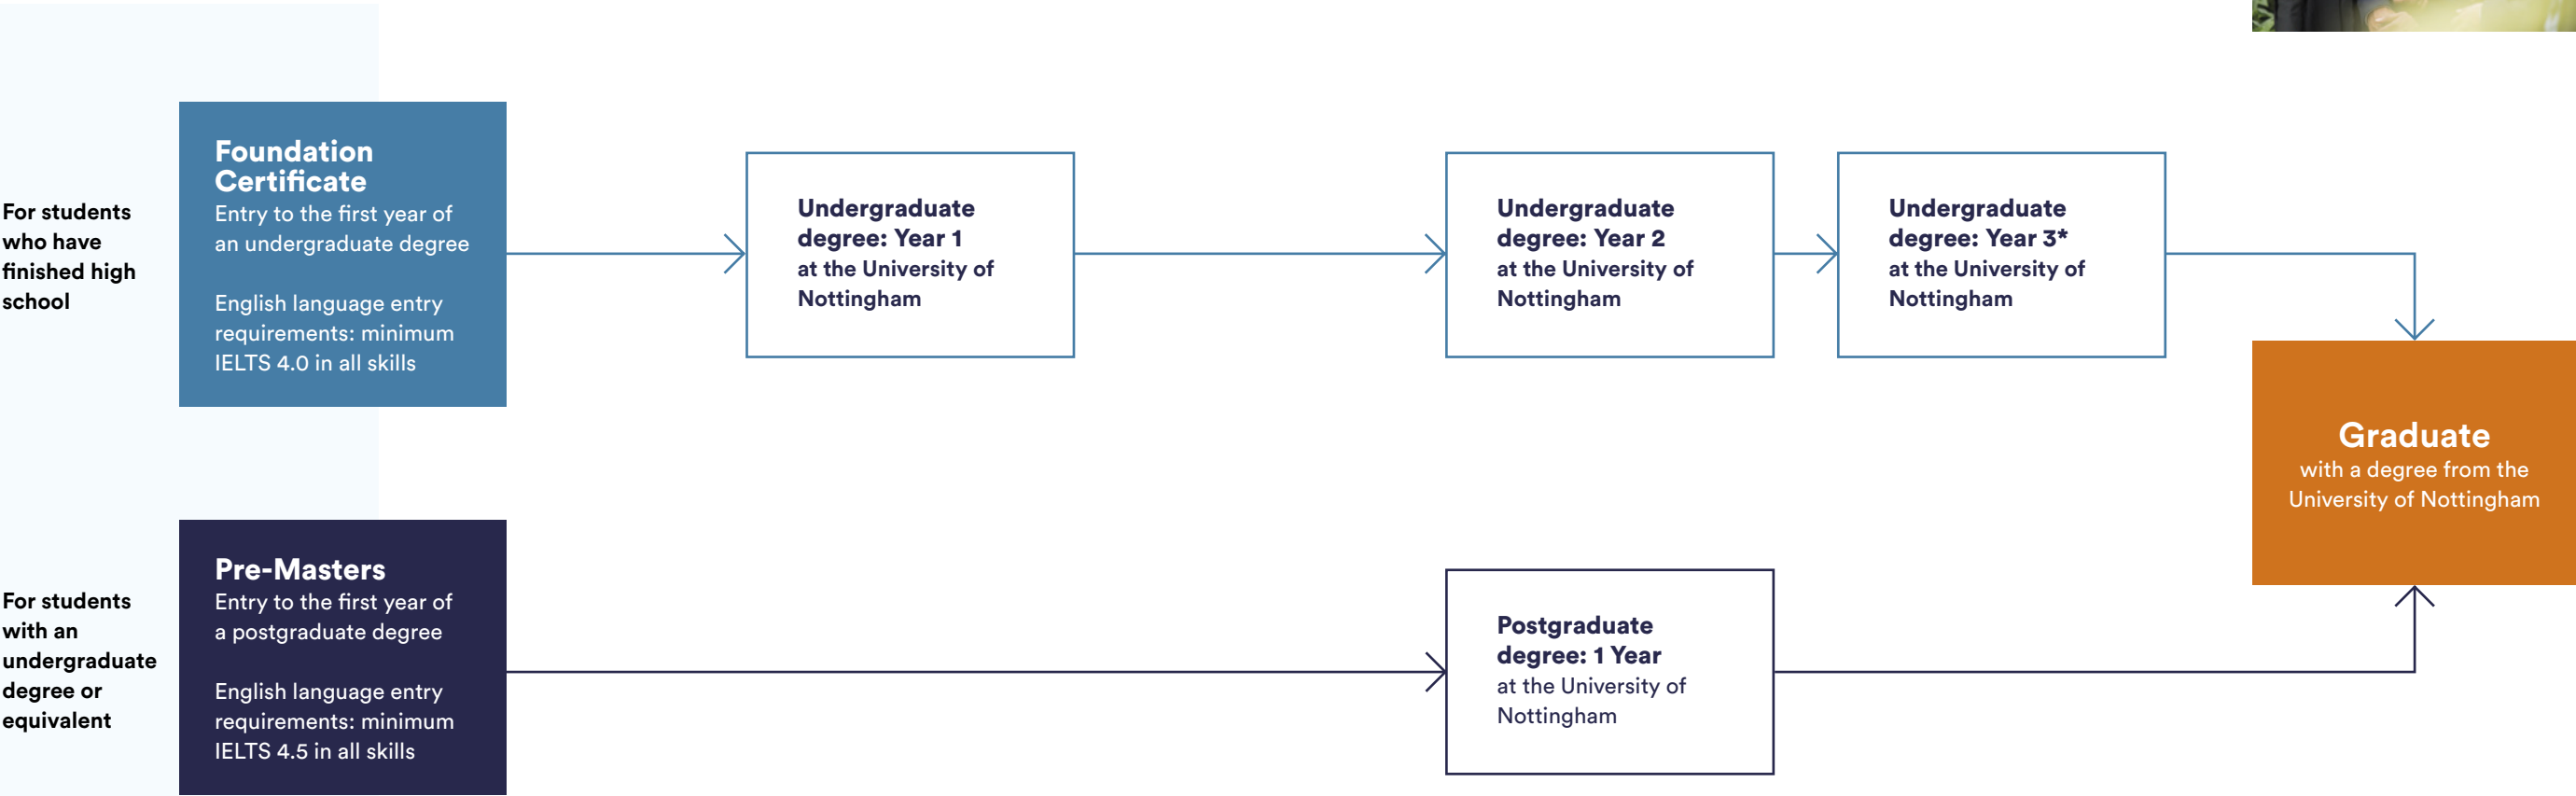 For students
who have
finished high
school
Foundation
Certificate
Entry to the first year of
an undergraduate degree
English language entry
requirements: minimum
IELTS 4.0 in all skills
Undergraduate
degree: Year 1
at the University of
Nottingham
Undergraduate
degree: Year 2
at the University of
Nottingham
Undergraduate
degree: Year 3*
at the University of
Nottingham
Graduate
with a degree from the
University of Nottingham
For students
with an
undergraduate
degree or
equivalent
Pre-Masters
Entry to the first year of
a postgraduate degree
English language entry
requirements: minimum
IELTS 4.5 in all skills
Postgraduate
degree: 1 Year
at the University of
Nottingham